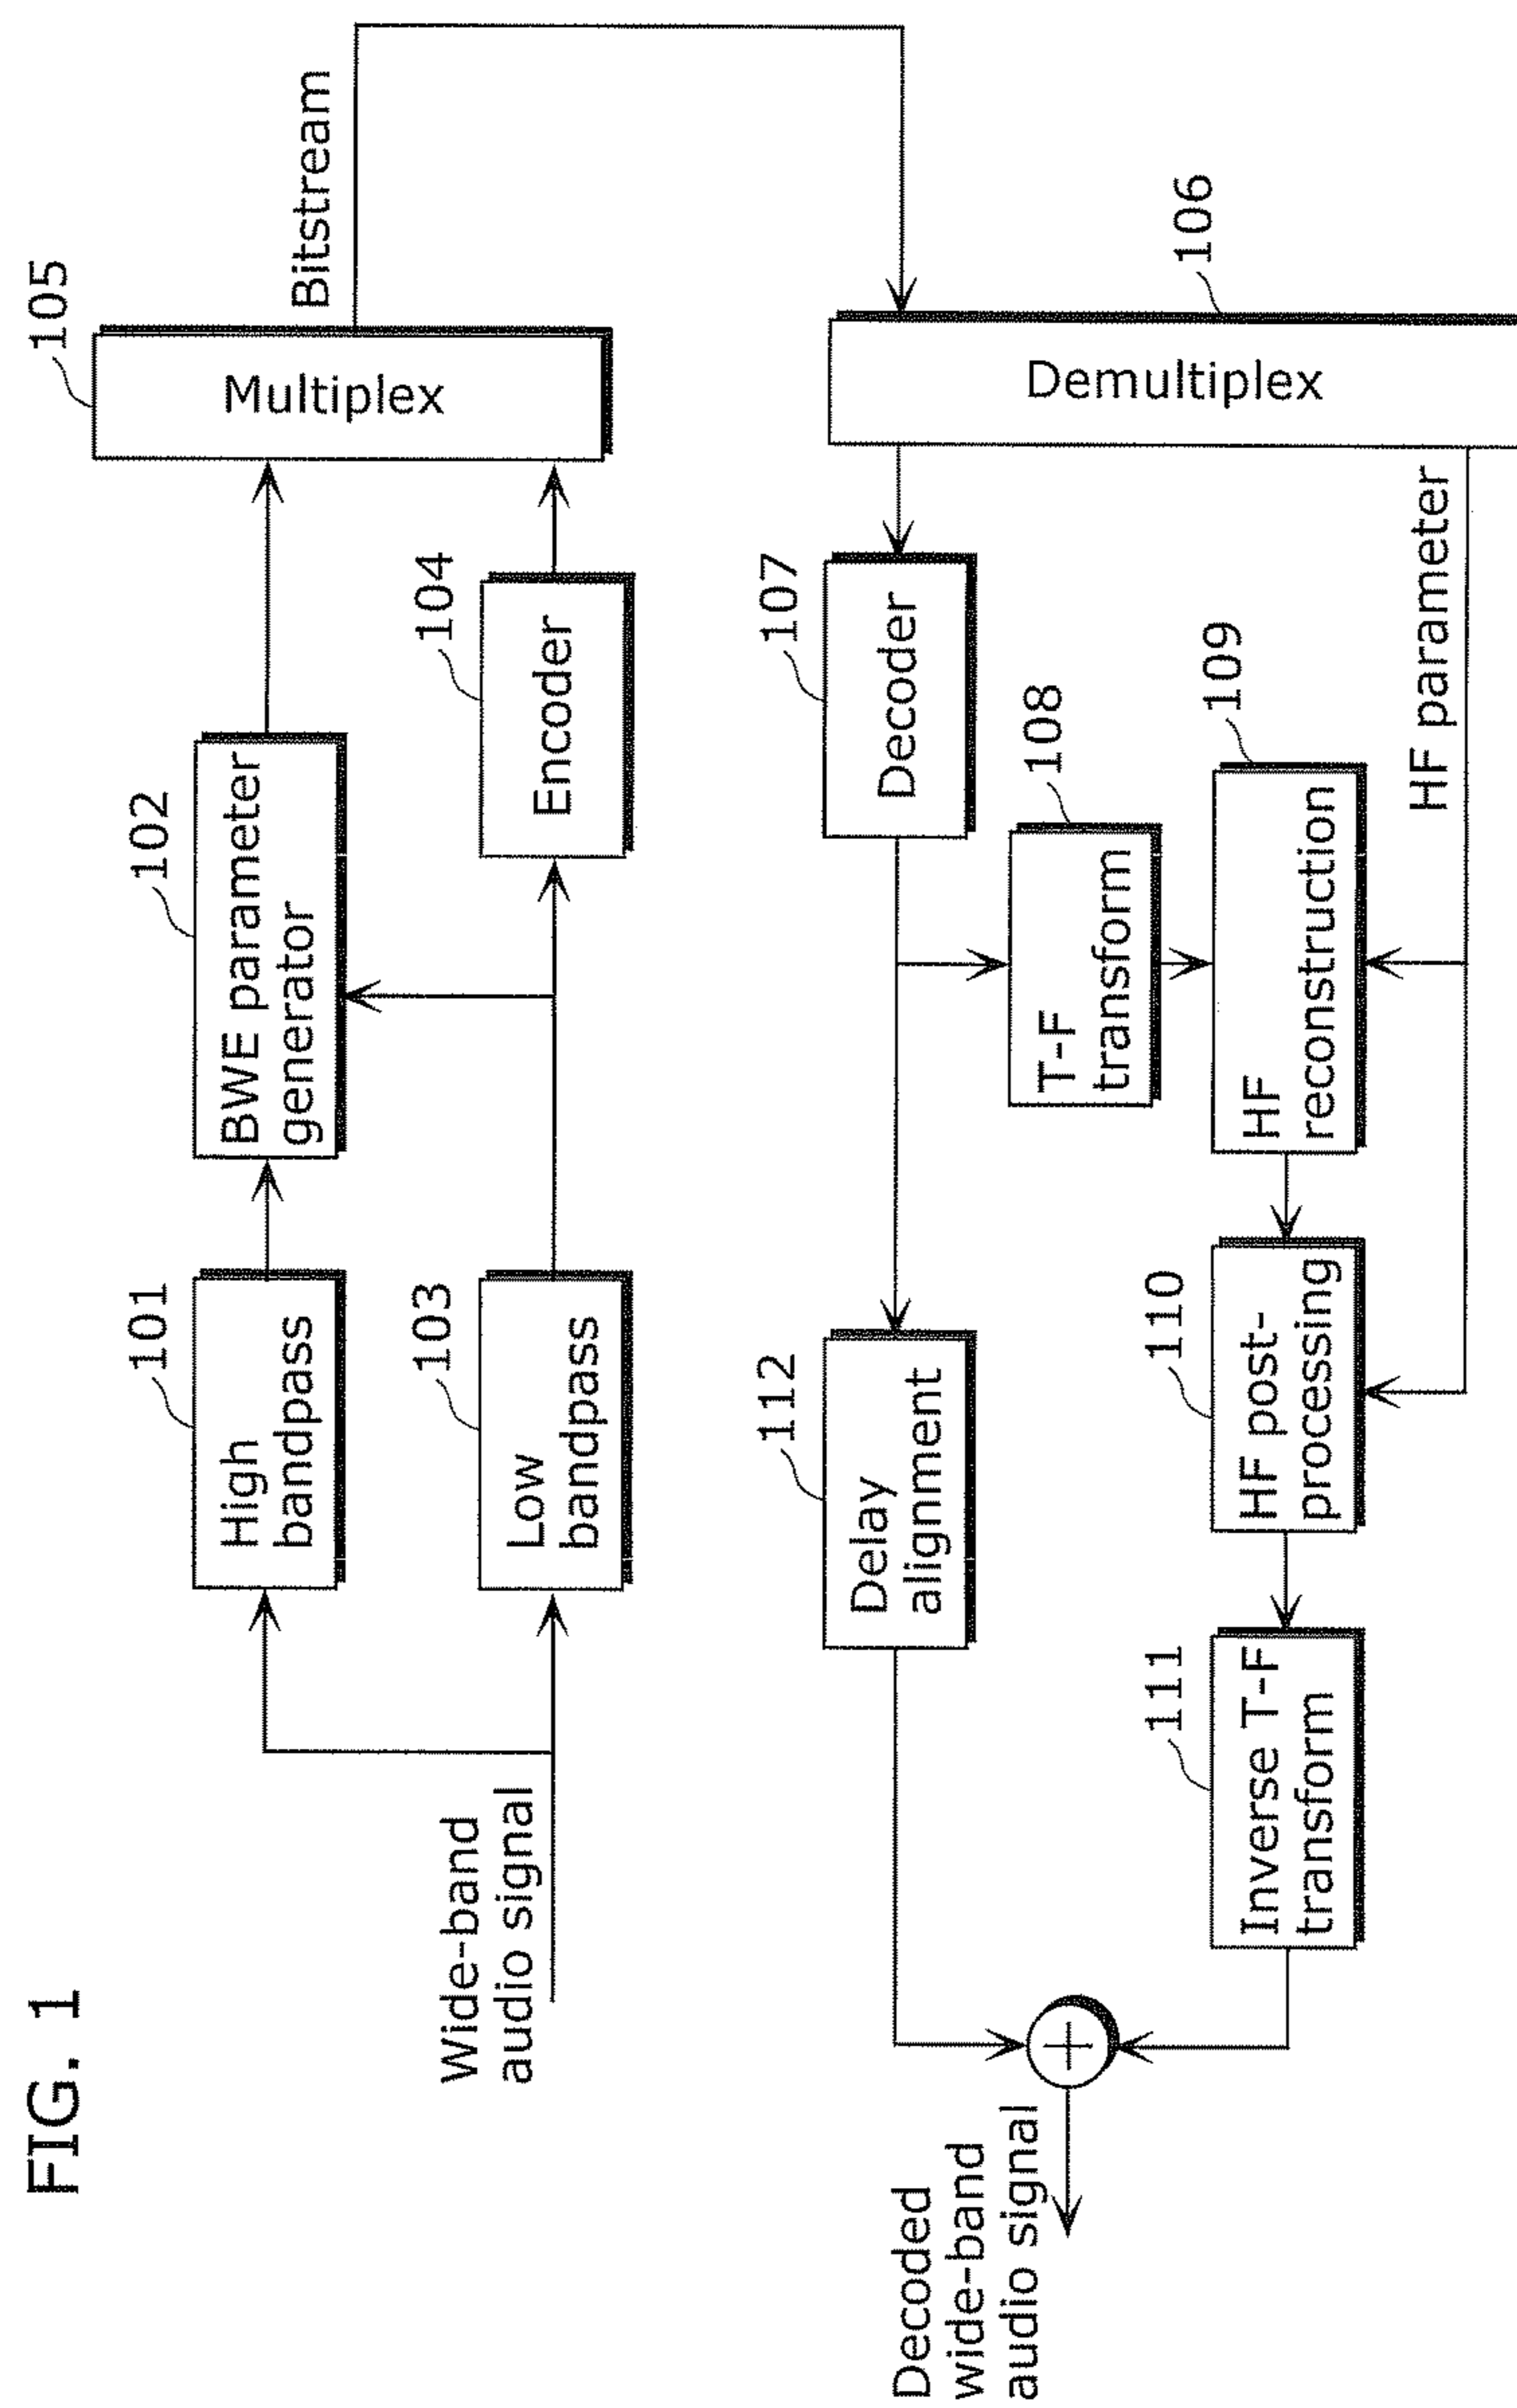 FIG. 1
Wide-band
audio signal
101
High
bandpass
102
BWE parameter
generator
103
Low
bandpass
104
Encoder
105
Multiplex
Bitstream
106
Demultiplex
107
Decoder
108
T-F
transform
109
HF
reconstruction
HF parameter
110
HF post-
processing
111
Inverse T-F
transform
112
Delay
alignment
Decoded
wide-band
audio signal
+